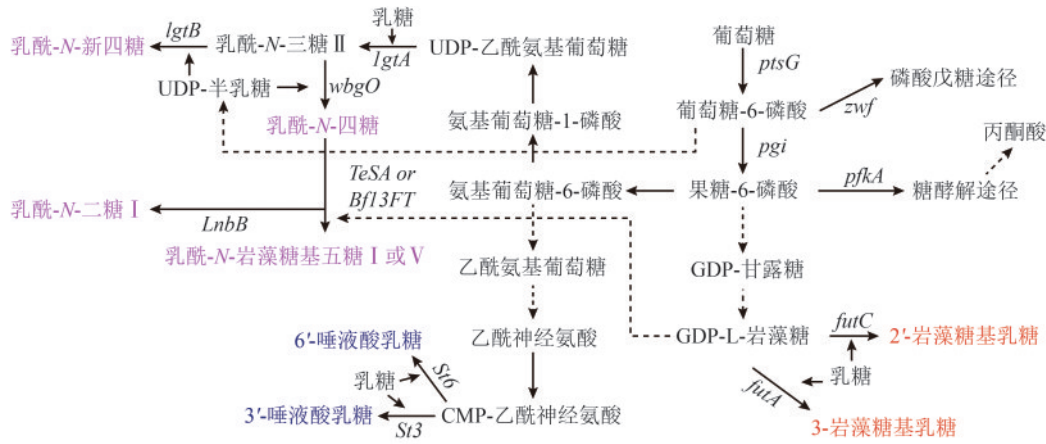 乳糖
葡萄糖
lgtB
乳酰-N-新四糖
乳酰-N-三糖Ⅱ
lgtA
UDP-乙酰氨基葡萄糖
ptsG
磷酸戊糖途径
UDP-半乳糖
wbgO
葡萄糖-6-磷酸
zwf
乳酰-N-四糖
氨基葡萄糖-1-磷酸
pgi
丙酮酸
TeSA or
Bf13FT
氨基葡萄糖-6-磷酸
果糖-6-磷酸
pfkA
糖酵解途径
乳酰-N-二糖Ⅰ
LnbB
乳酰-N-岩藻糖基五糖Ⅰ或Ⅴ
乙酰氨基葡萄糖
GDP-甘露糖
6′-唾液酸乳糖
乙酰神经氨酸
GDP-L-岩藻糖
futC
2′-岩藻糖基乳糖
乳糖
St6
futA
乳糖
3′-唾液酸乳糖
St3
CMP-乙酰神经氨酸
3-岩藻糖基乳糖